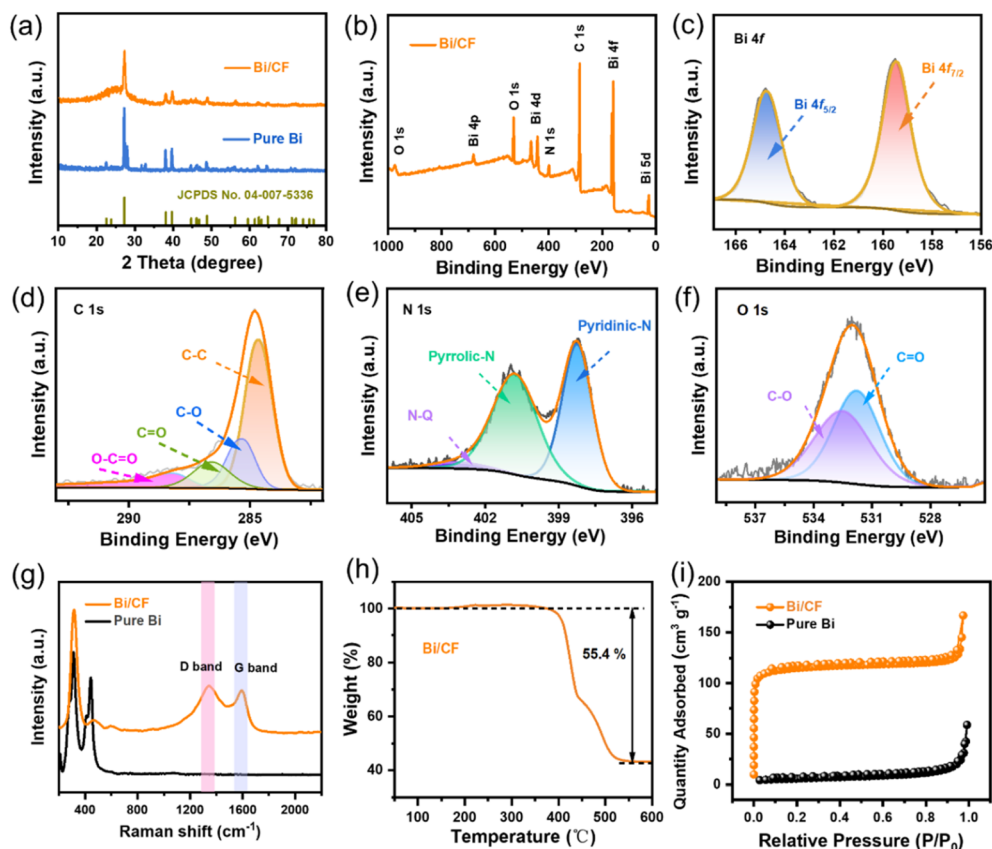 (a)
Bi/CF
Pure Bi
JCPDS No. 04-007-5336
Intensity (a.u.)
10 20 30 40 50 60 70 80
2 Theta (degree)
(b)
Bi/CF
O 1s
Bi 4p
O 1s
Bi 4d
N 1s
C 1s
Bi 4f
Bi 5d
Intensity (a.u.)
1000 800 600 400 200 0
Binding Energy (eV)
(c)
Bi 4f
Bi 4f5/2
Bi 4f7/2
Intensity (a.u.)
166 164 162 160 158 156
Binding Energy (eV)
(d)
C 1s
C-C
C-O
C=O
O-C=O
Intensity (a.u.)
290 285
Binding Energy (eV)
(e)
N 1s
Pyridinic-N
Pyrrolic-N
N-Q
Intensity (a.u.)
405 402 399 396
Binding Energy (eV)
(f)
O 1s
C=O
C-O
Intensity (a.u.)
537 534 531 528
Binding Energy (eV)
(g)
Bi/CF
Pure Bi
D band
G band
Intensity (a.u.)
400 800 1200 1600 2000
Raman shift (cm-1)
(h)
100
80
60
40
Bi/CF
55.4 %
Weight (%)
100 200 300 400 500 600
Temperature (℃)
(i)
200
150
100
50
0
Bi/CF
Pure Bi
Quantity Adsorbed (cm3 g-1)
0.0 0.2 0.4 0.6 0.8 1.0
Relative Pressure (P/P0)